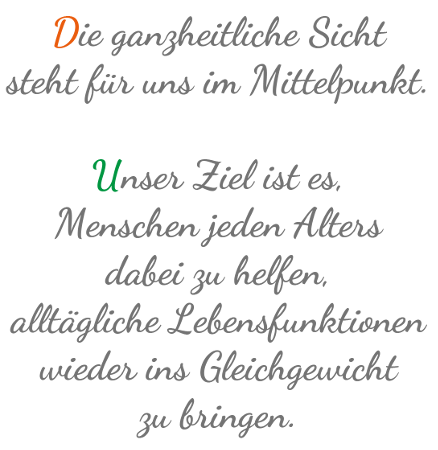 Die ganzheitliche Sicht
steht für uns im Mittelpunkt.
Unser Ziel ist es,
Menschen jeden Alters
dabei zu helfen,
alltägliche Lebensfunktionen
wieder ins Gleichgewicht
zu bringen.